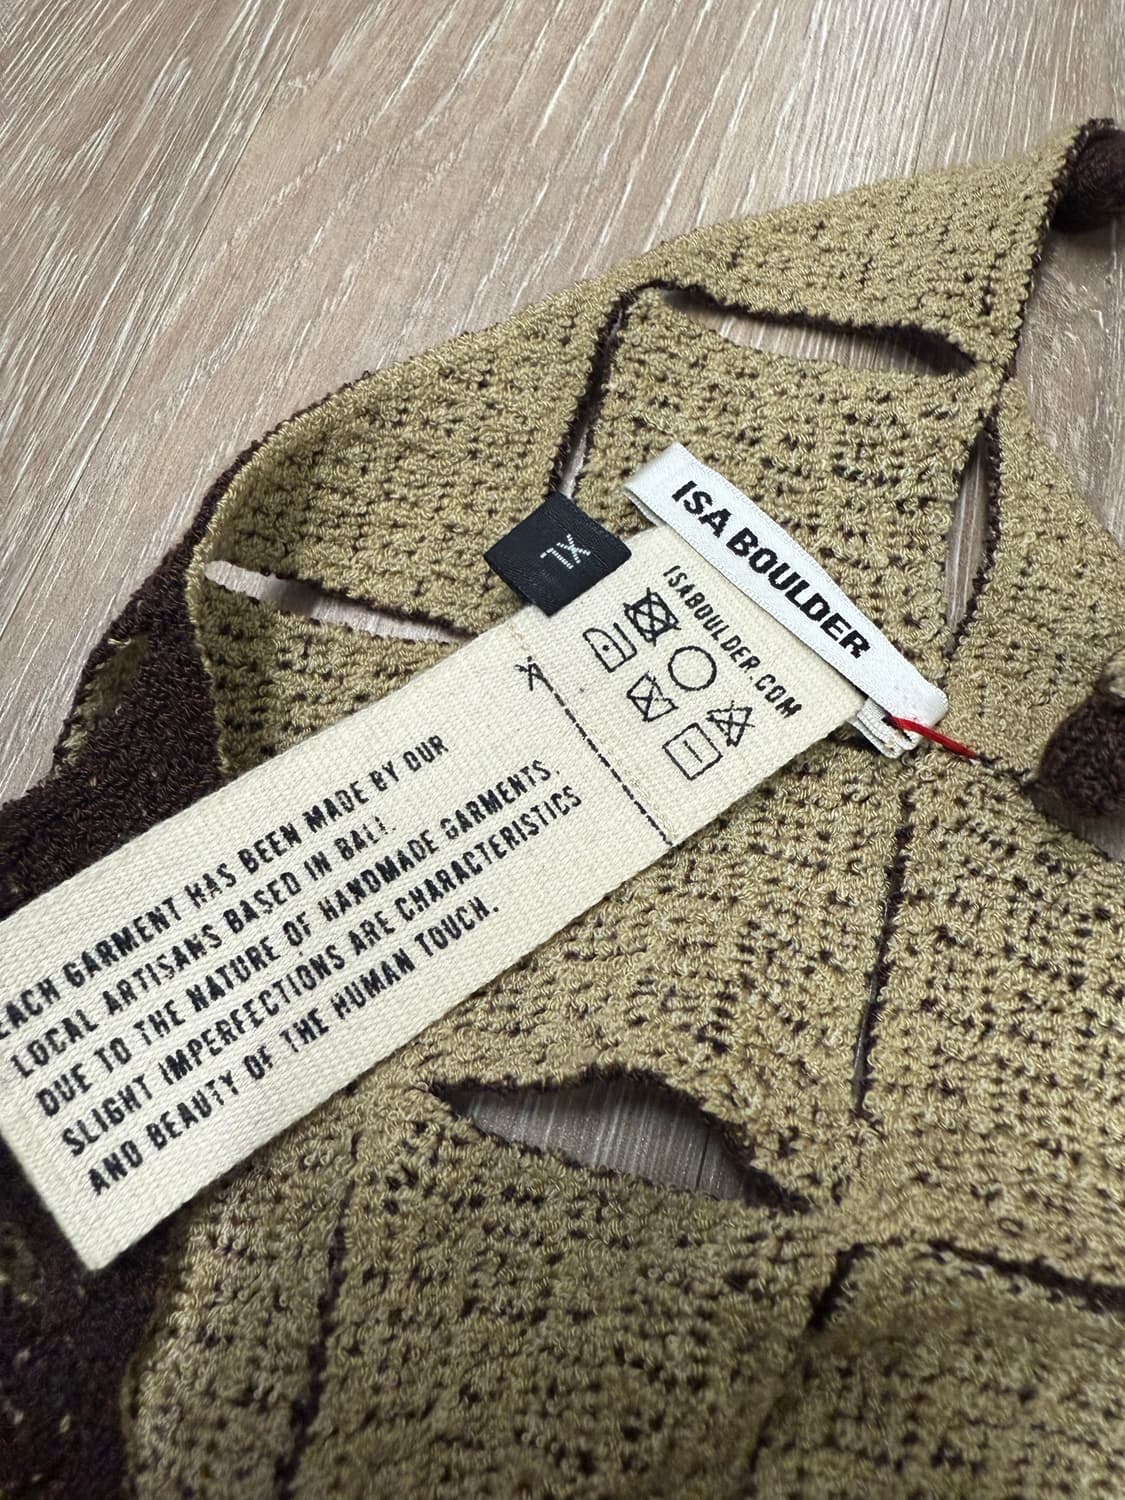 ISA BOULDER
ISABOULDER.COM
EACH GARMENT HAS BEEN MADE BY OUR
LOCAL ARTISANS BASED IN BALI.
DUE TO THE NATURE OF HANDMADE GARMENTS,
SLIGHT IMPERFECTIONS ARE CHARACTERISTICS
AND BEAUTY OF THE HUMAN TOUCH.